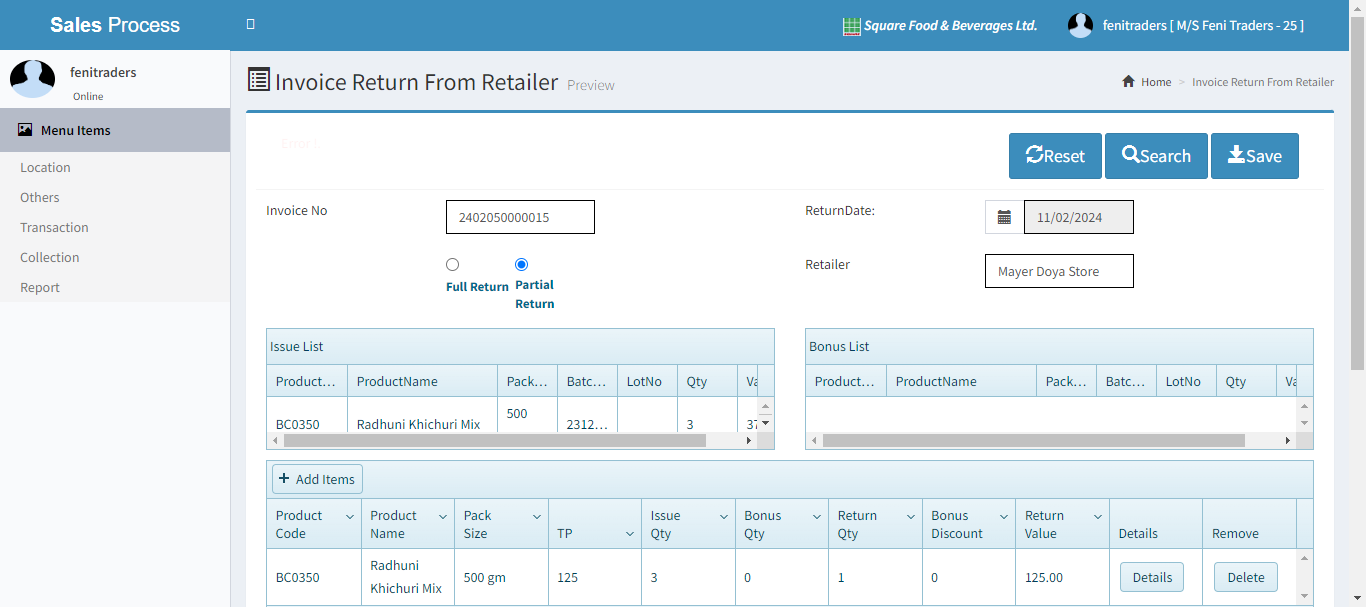 Sales Process
Square Food & Beverages Ltd.
fenitraders [ M/S Feni Traders - 25 ]
fenitraders
Online
Menu Items
Location
Others
Transaction
Collection
Report
Invoice Return From Retailer Preview
Home > Invoice Return From Retailer
Reset
Search
Save
Invoice No
2402050000015
ReturnDate:
11/02/2024
Full Return
Partial
Return
Retailer
Mayer Doya Store
Issue List
Product... ProductName Pack... Batc... LotNo Qty
BC0350 Radhuni Khichuri Mix 500 2312... 3
Bonus List
Product... ProductName Pack... Batc... LotNo Qty
+ Add Items
Product Code Product Name Pack Size TP Issue Qty Bonus Qty Return Qty Bonus Discount Return Value Details Remove
BC0350 Radhuni Khichuri Mix 500 gm 125 3 0 1 0 125.00 Details Delete